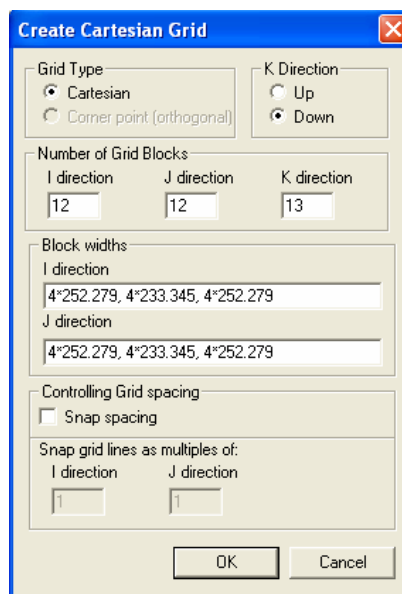 Create Cartesian Grid
Grid Type
Cartesian
Corner point (orthogonal)
K Direction
Up
Down
Number of Grid Blocks
I direction J direction K direction
12 12 13
Block widths
I direction
4*252.279, 4*233.345, 4*252.279
J direction
4*252.279, 4*233.345, 4*252.279
Controlling Grid spacing
Snap spacing
Snap grid lines as multiples of:
I direction J direction
1 1
OK Cancel